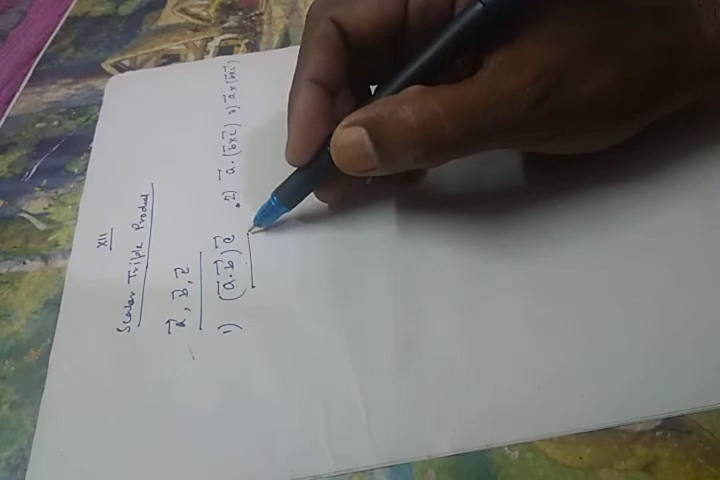 XII
Scalar Triple Product
a⃗, b⃗, c⃗
1) (a⃗.b⃗) c⃗ 2) a⃗.(b⃗×c⃗) 3) a⃗×(b⃗×c⃗)